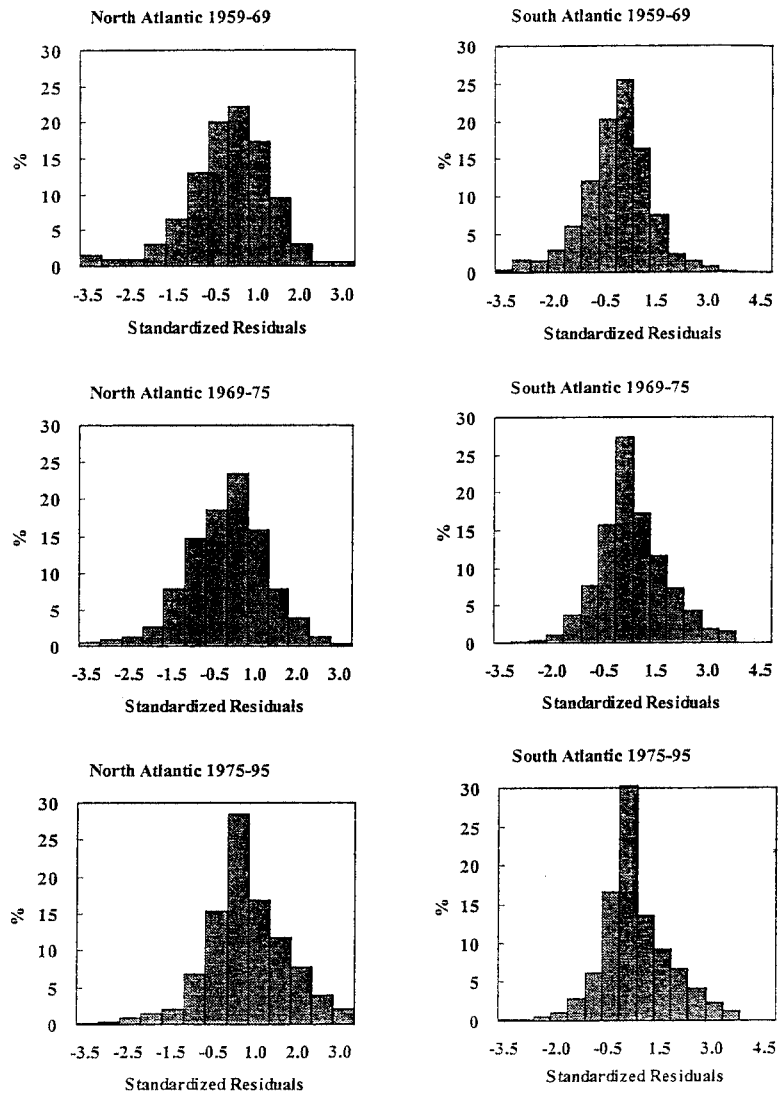 North Atlantic 1959-69
30
25
20
15
10
5
0
%
-3.5 -2.5 -1.5 -0.5 1.0 2.0 3.0
Standardized Residuals
South Atlantic 1959-69
30
25
20
15
10
5
0
%
-3.5 -2.0 -0.5 1.5 3.0 4.5
Standardized Residuals
North Atlantic 1969-75
30
25
20
15
10
5
0
%
-3.5 -2.5 -1.5 -0.5 1.0 2.0 3.0
Standardized Residuals
South Atlantic 1969-75
30
25
20
15
10
5
0
%
-3.5 -2.0 -0.5 1.5 3.0 4.5
Standardized Residuals
North Atlantic 1975-95
30
25
20
15
10
5
0
%
-3.5 -2.5 -1.5 -0.5 1.0 2.0 3.0
Standardized Residuals
South Atlantic 1975-95
30
25
20
15
10
5
0
%
-3.5 -2.0 -0.5 1.5 3.0 4.5
Standardized Residuals